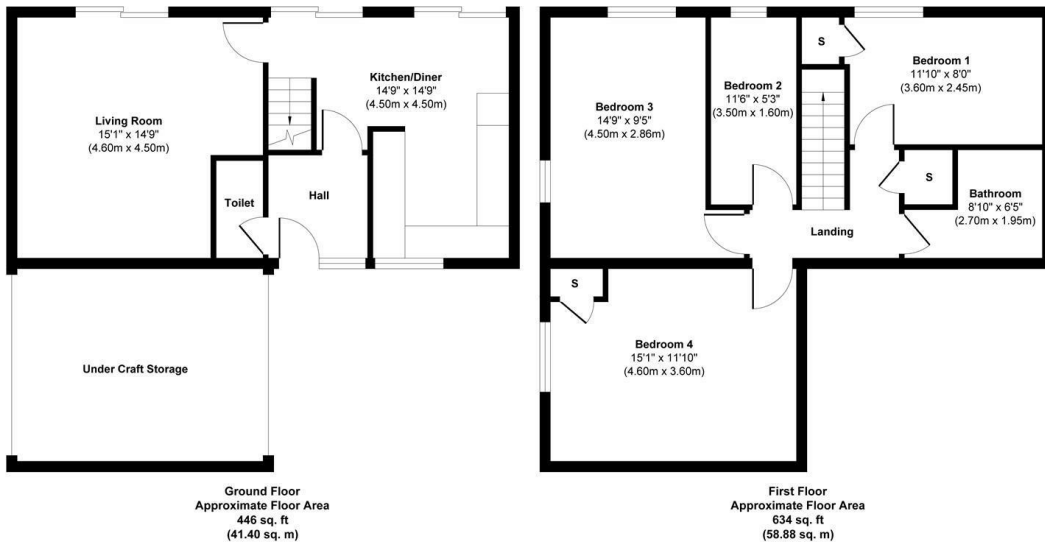 Living Room
15'1" x 14'9"
(4.60m x 4.50m)
Kitchen/Diner
14'9" x 14'9"
(4.50m x 4.50m)
Toilet
Hall
Under Craft Storage
Ground Floor
Approximate Floor Area
446 sq. ft
(41.40 sq. m)
Bedroom 3
14'9" x 9'5"
(4.50m x 2.86m)
Bedroom 2
11'6" x 5'3"
(3.50m x 1.60m)
S
Bedroom 1
11'10" x 8'0"
(3.60m x 2.45m)
S
Bathroom
8'10" x 6'5"
(2.70m x 1.95m)
Landing
S
Bedroom 4
15'1" x 11'10"
(4.60m x 3.60m)
First Floor
Approximate Floor Area
634 sq. ft
(58.88 sq. m)